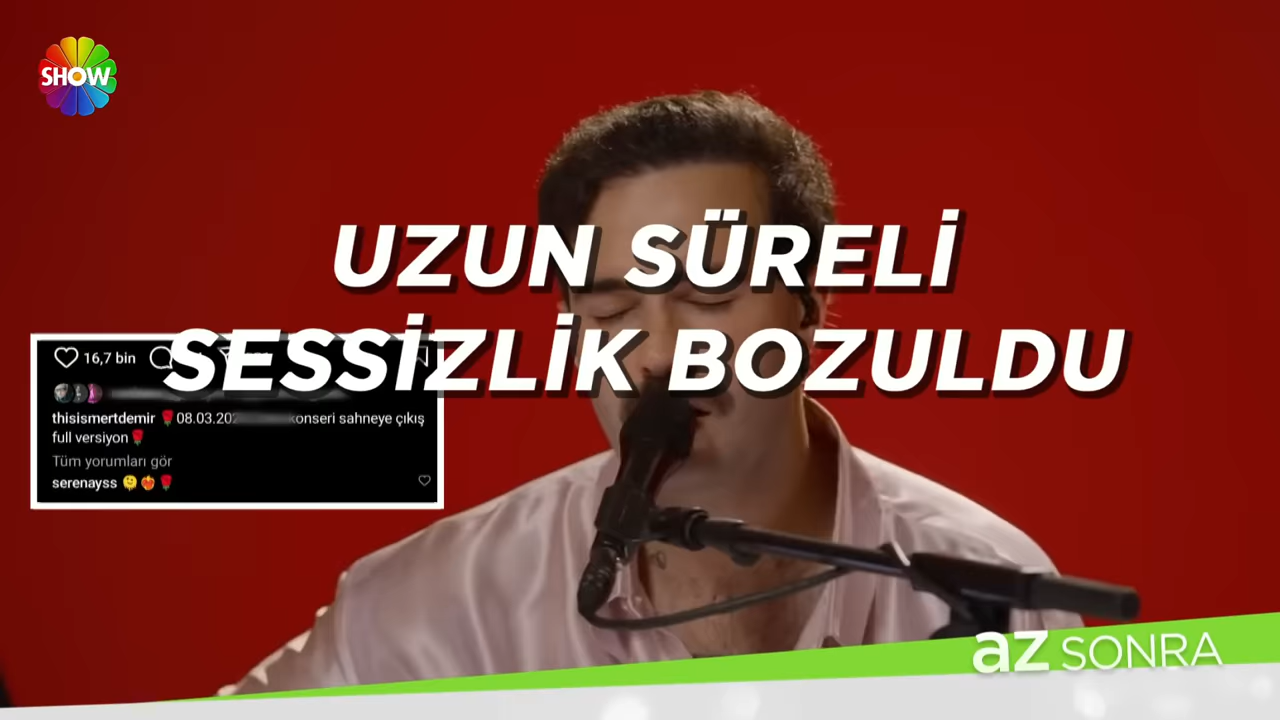 SHOW
UZUN SÜRELİ
SESSİZLİK BOZULDU
16,7 bin
thisismertdemir 🌹08.03.202 konseri sahneye çıkış
full versiyon🌹
Tüm yorumları gör
serenayss 🫠❤️‍🔥🌹
az SONRA